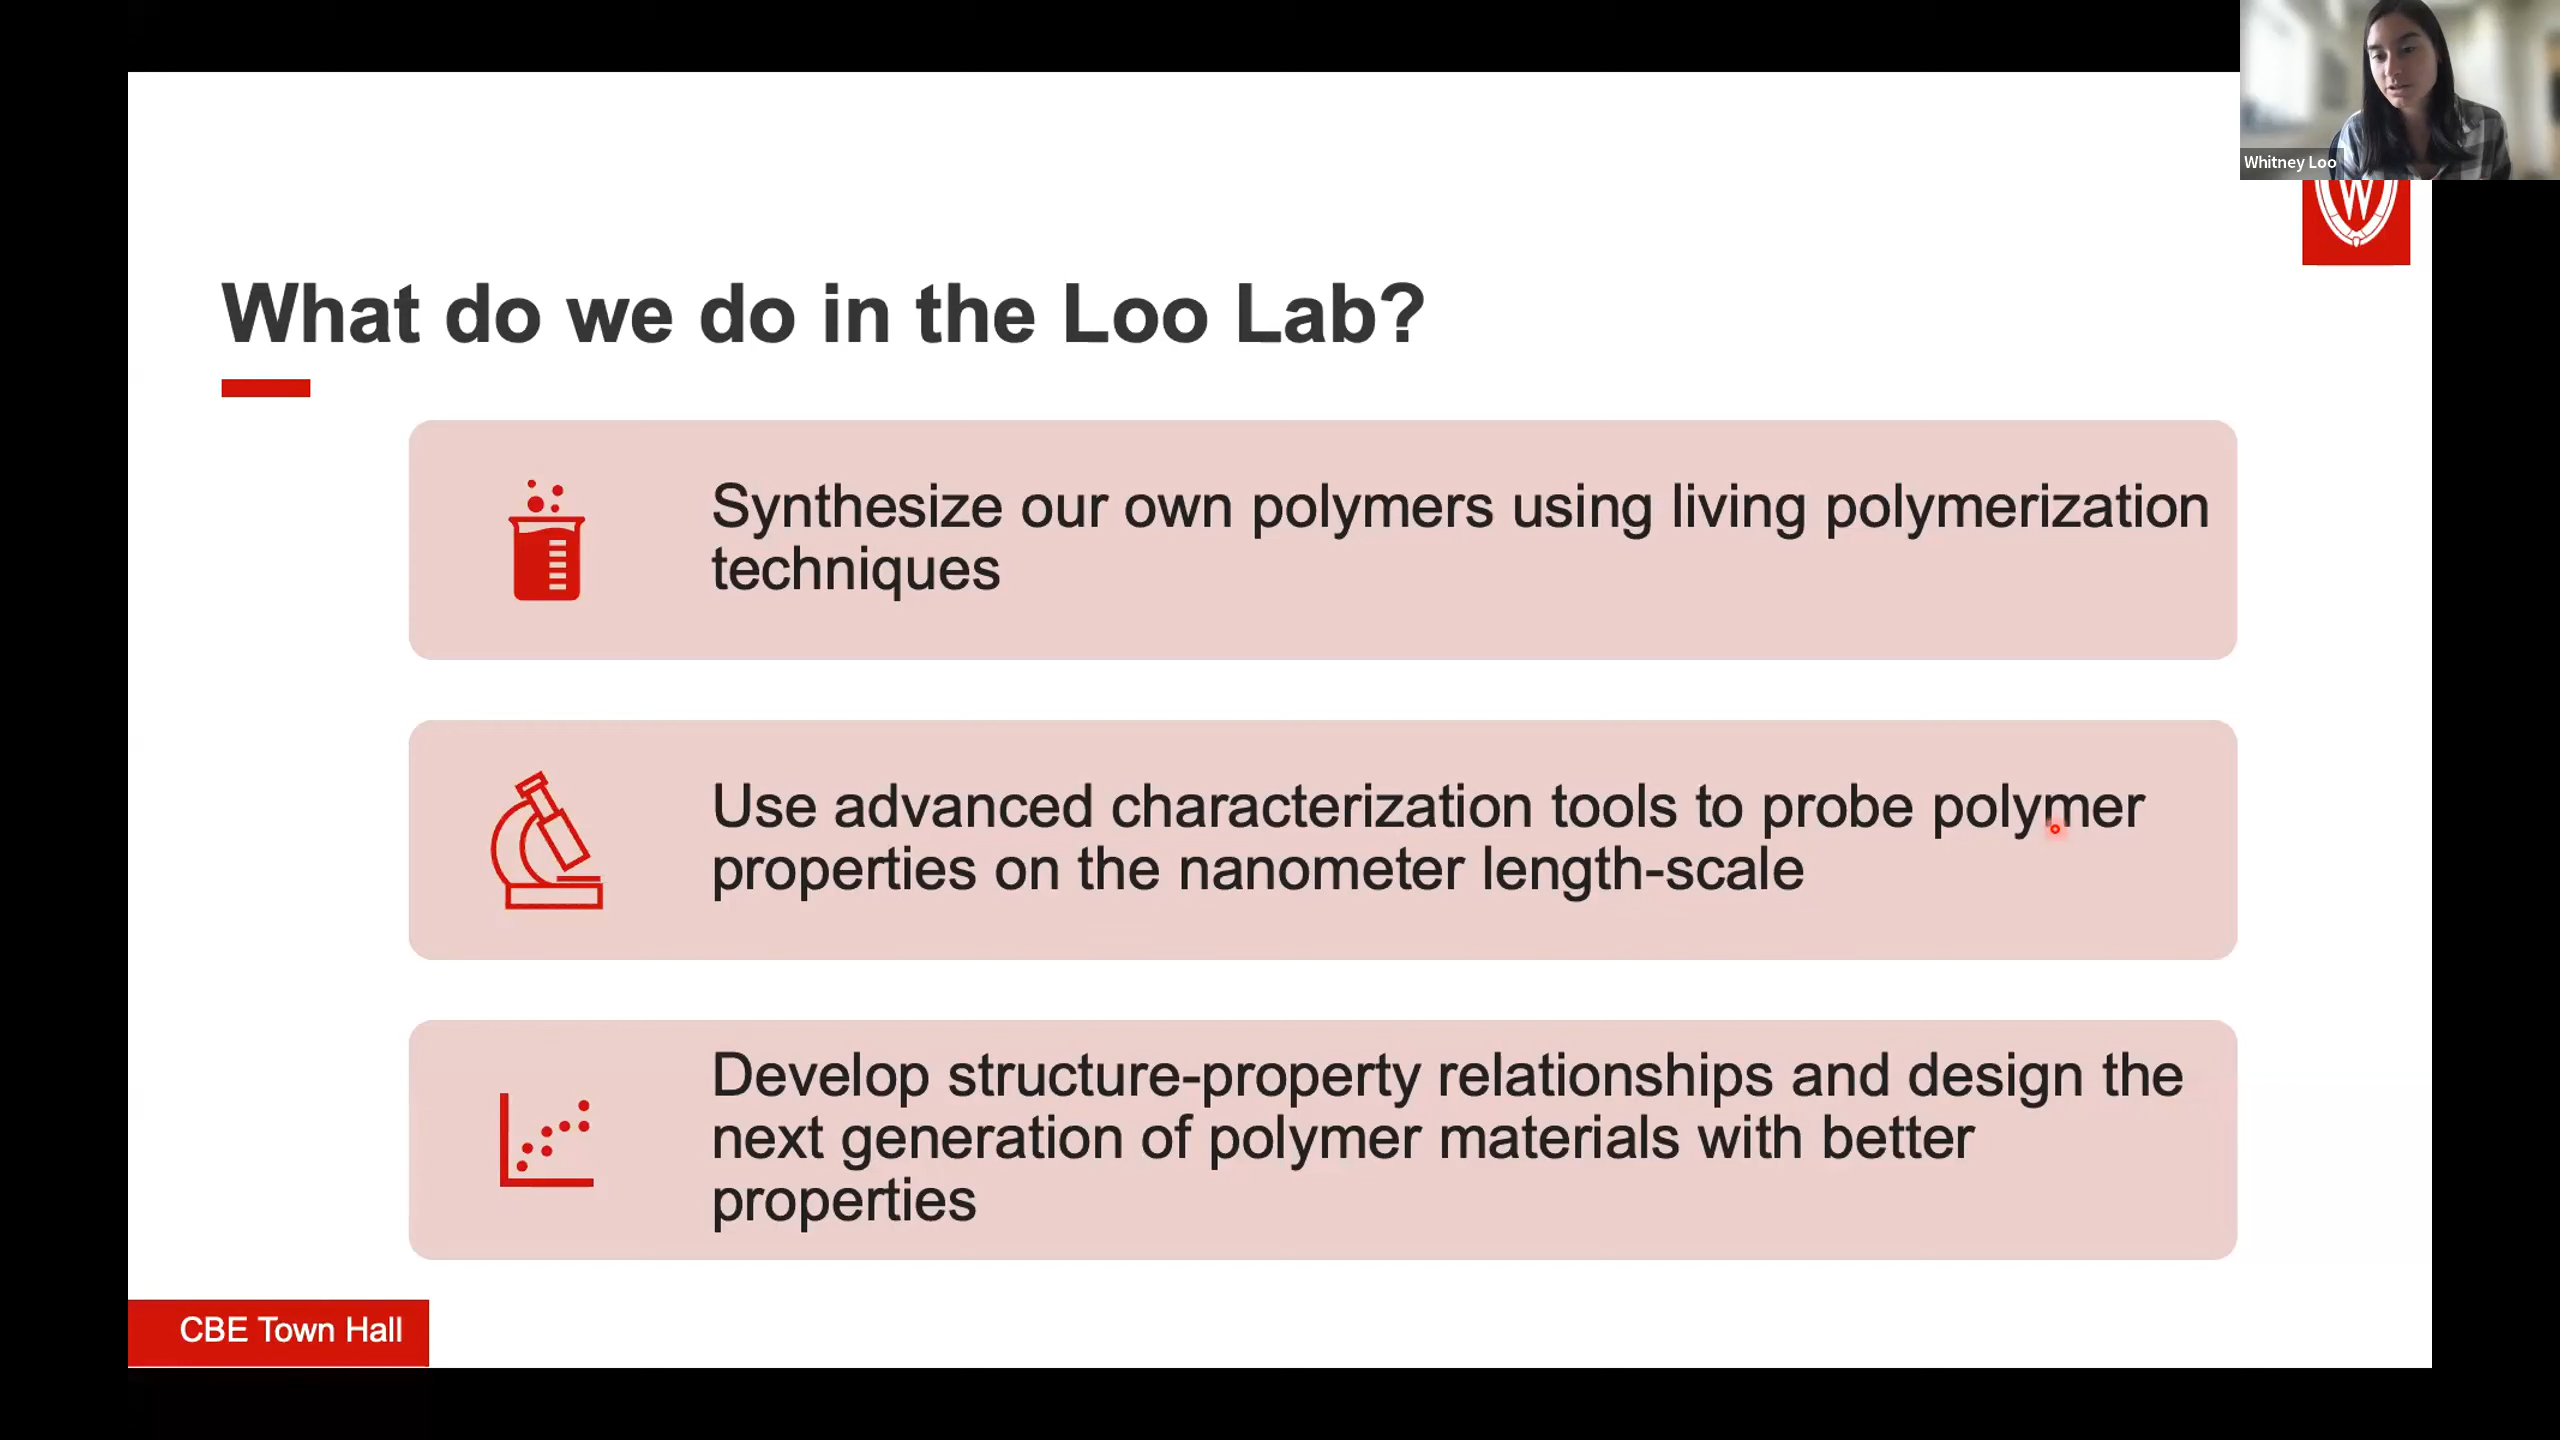 Whitney Loo
W
What do we do in the Loo Lab?
Synthesize our own polymers using living polymerization
techniques
Use advanced characterization tools to probe polymer
properties on the nanometer length-scale
Develop structure-property relationships and design the
next generation of polymer materials with better
properties
CBE Town Hall